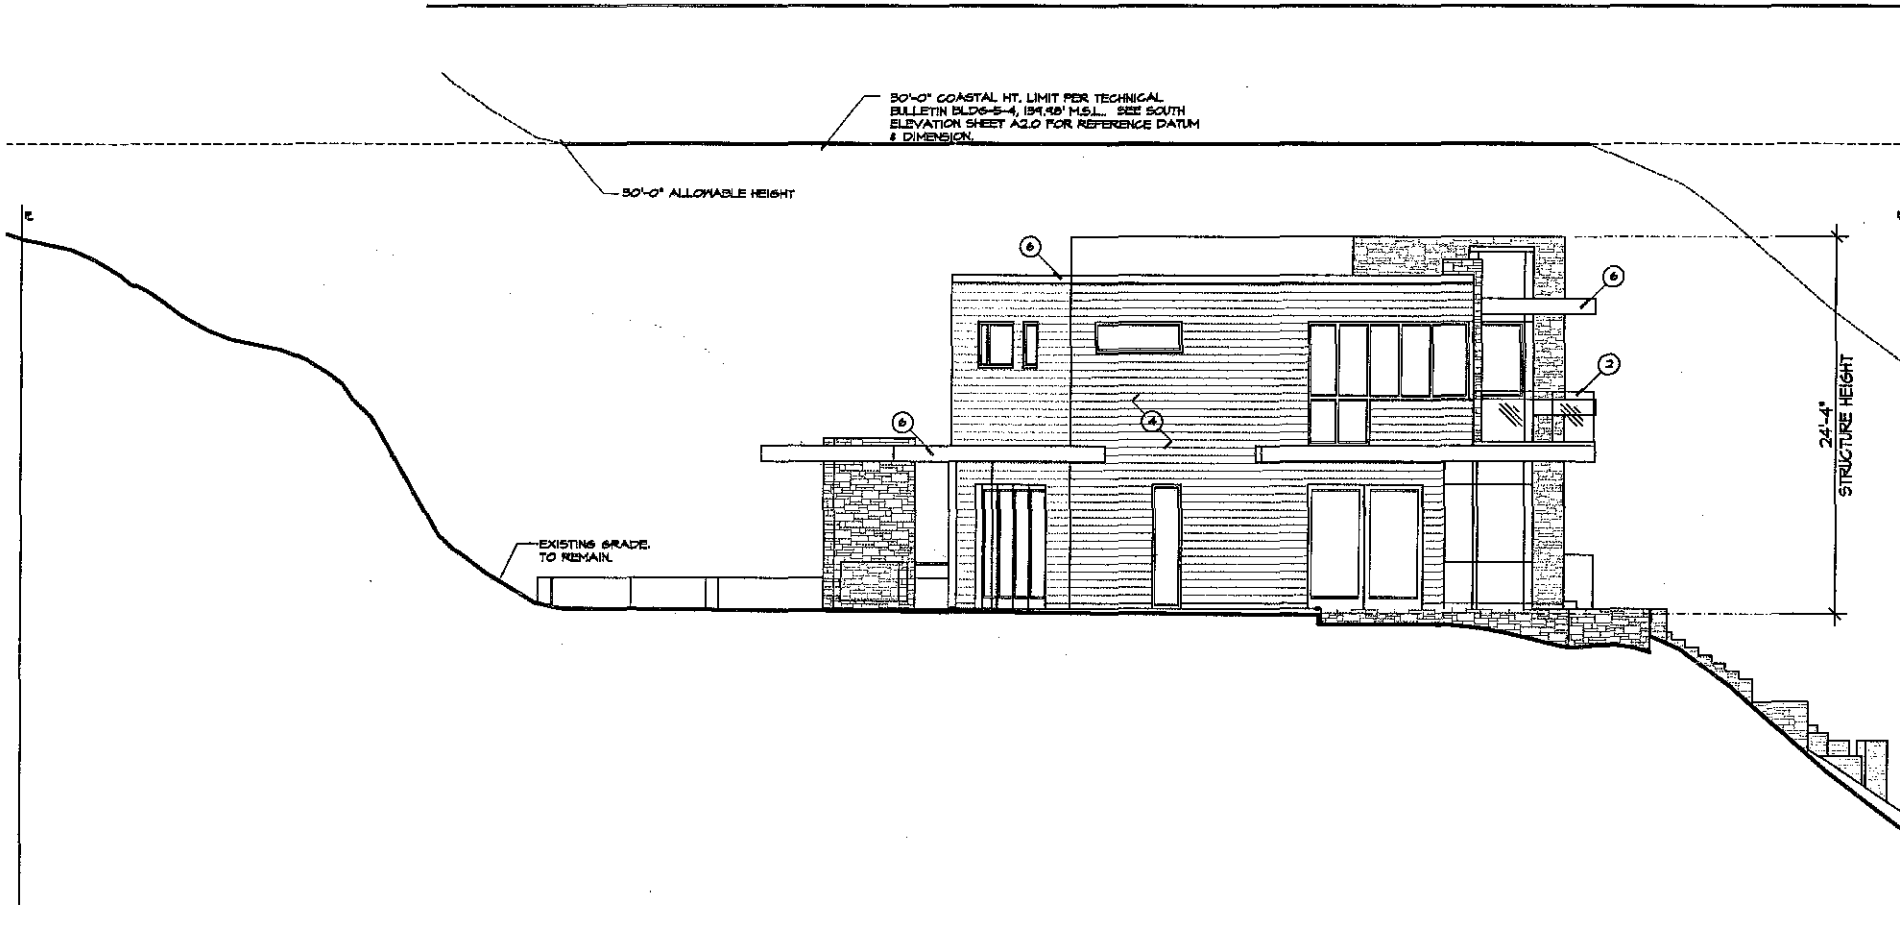 30'-0" COASTAL HT. LIMIT PER TECHNICAL
BULLETIN BLDG-5-4, 139.98' M.S.L. SEE SOUTH
ELEVATION SHEET A2.0 FOR REFERENCE DATUM
& DIMENSION.
30'-0" ALLOWABLE HEIGHT
6
6
2
4
6
24'-4"
STRUCTURE HEIGHT
EXISTING GRADE.
TO REMAIN.